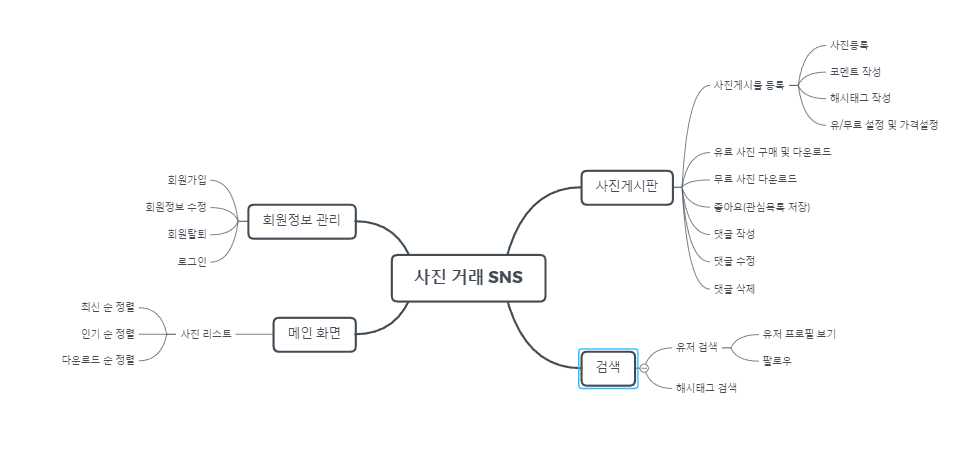 사진 거래 SNS
회원정보 관리
회원가입
회원정보 수정
회원탈퇴
로그인
메인 화면
사진 리스트
최신 순 정렬
인기 순 정렬
다운로드 순 정렬
사진게시판
사진게시물 등록
사진등록
코멘트 작성
해시태그 작성
유/무료 설정 및 가격설정
유료 사진 구매 및 다운로드
무료 사진 다운로드
좋아요(관심목록 저장)
댓글 작성
댓글 수정
댓글 삭제
검색
유저 검색
유저 프로필 보기
팔로우
해시태그 검색